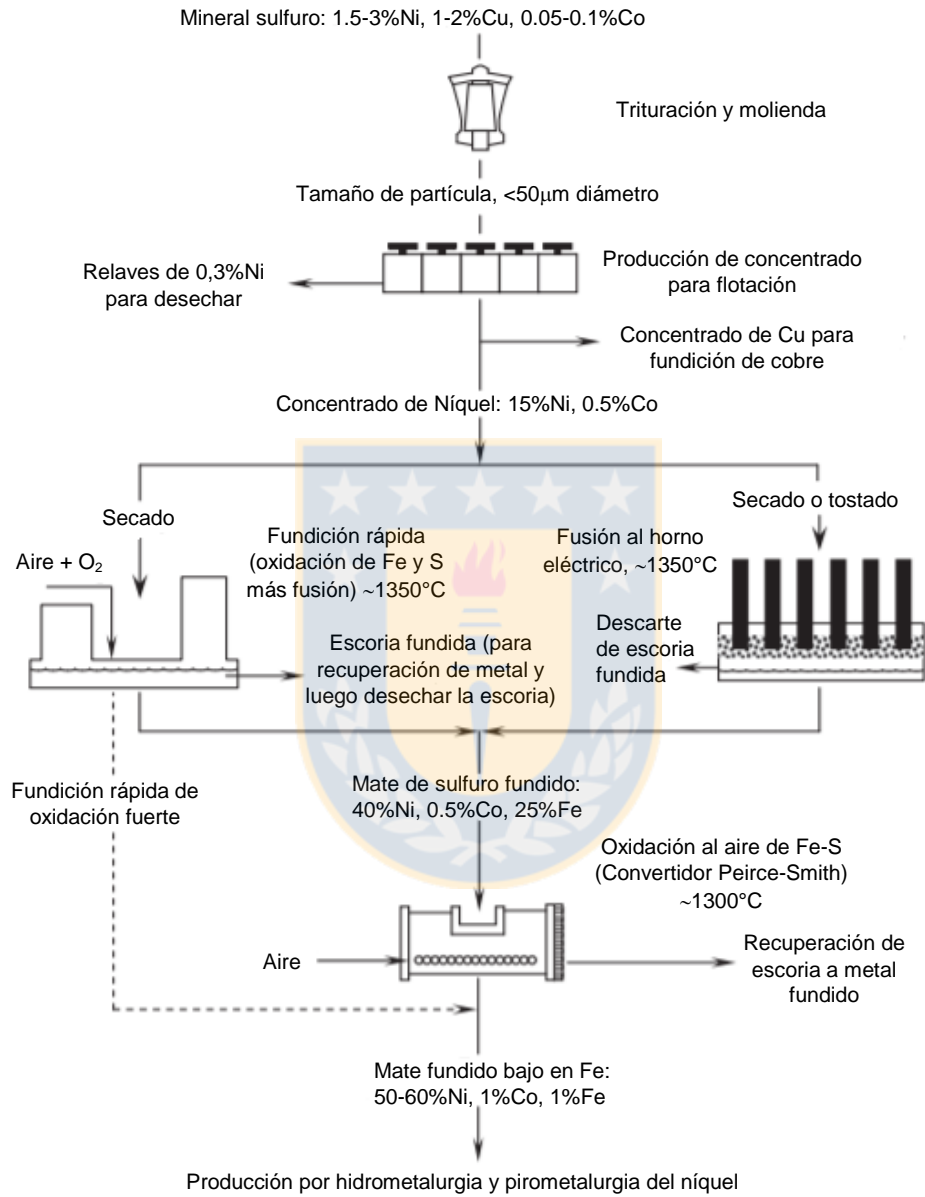 Mineral sulfuro: 1.5-3%Ni, 1-2%Cu, 0.05-0.1%Co
Trituración y molienda
Tamaño de partícula, <50μm diámetro
Relaves de 0,3%Ni
para desechar
Producción de concentrado
para flotación
Concentrado de Cu para
fundición de cobre
Concentrado de Níquel: 15%Ni, 0.5%Co
Secado
Secado o tostado
Aire + O₂
Fundición rápida
(oxidación de Fe y S
más fusión) ~1350°C
Fusión al horno
eléctrico, ~1350°C
Escoria fundida (para
recuperación de metal y
luego desechar la escoria)
Descarte
de escoria
fundida
Fundición rápida de
oxidación fuerte
Mate de sulfuro fundido:
40%Ni, 0.5%Co, 25%Fe
Oxidación al aire de Fe-S
(Convertidor Peirce-Smith)
~1300°C
Aire
Recuperación de
escoria a metal
fundido
Mate fundido bajo en Fe:
50-60%Ni, 1%Co, 1%Fe
Producción por hidrometalurgia y pirometalurgia del níquel